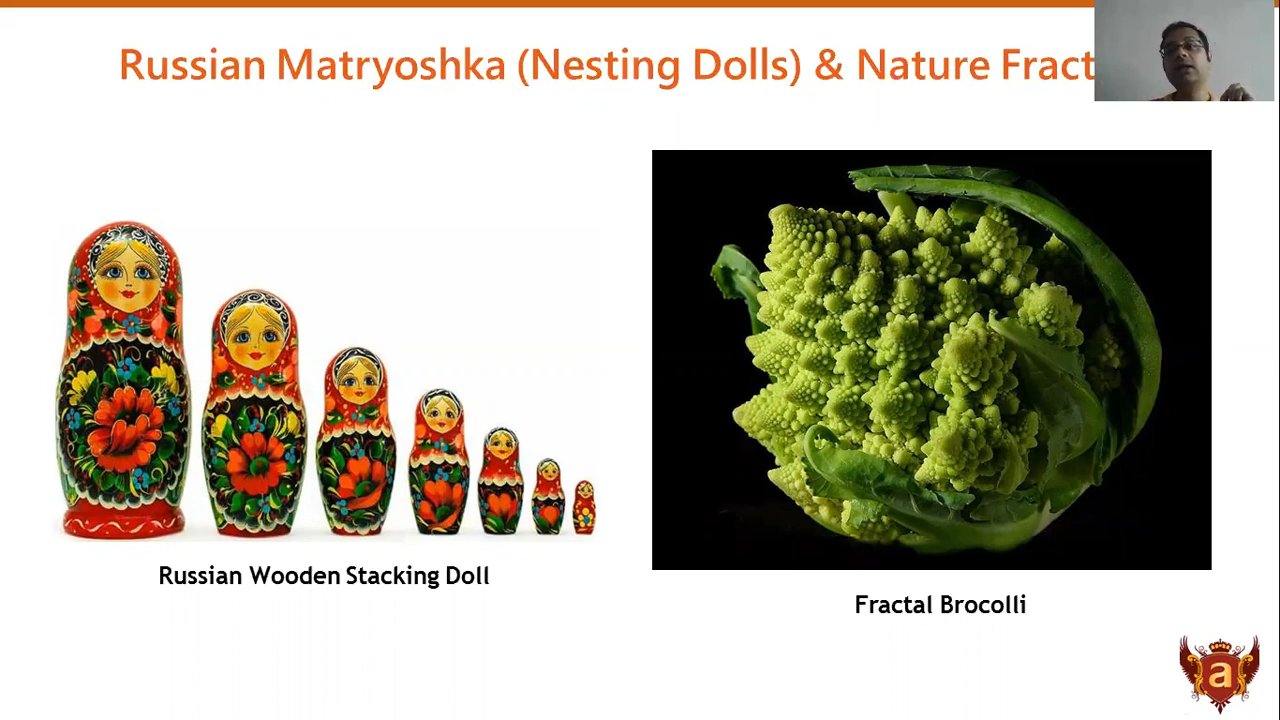 Russian Matryoshka (Nesting Dolls) & Nature Fract
Russian Wooden Stacking Doll
Fractal Brocolli
a